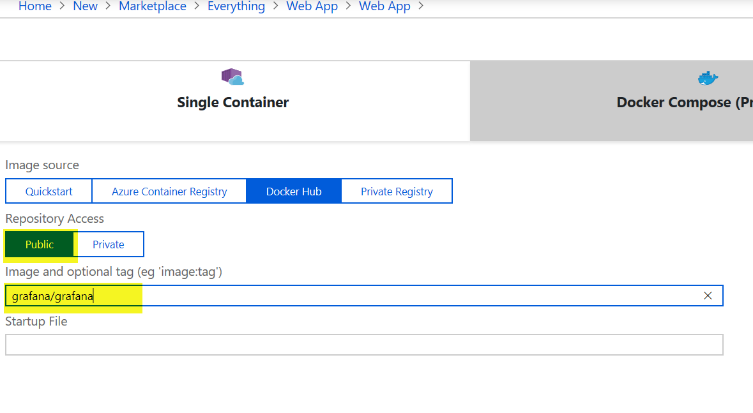 Home > New > Marketplace > Everything > Web App > Web App >
Single Container
Docker Compose (Pr
Image source
Quickstart
Azure Container Registry
Docker Hub
Private Registry
Repository Access
Public
Private
Image and optional tag (eg 'image:tag')
grafana/grafana
Startup File